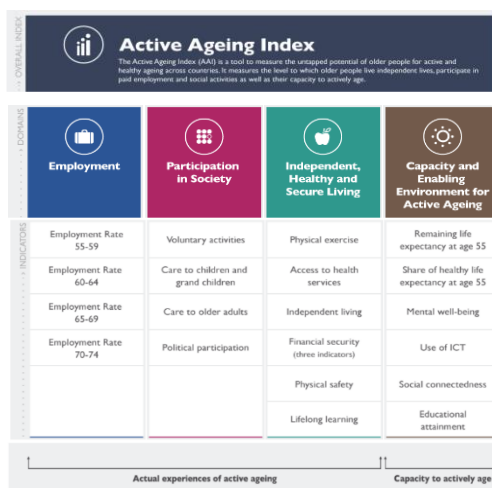 OVERALL INDEX
Active Ageing Index
The Active Ageing Index (AAI) is a tool to measure the untapped potential of older people for active and
healthy ageing across countries. It measures the level to which older people live independent lives, participate in
paid employment and social activities as well as their capacity to actively age.
DOMAINS
Employment
Participation
in Society
Independent,
Healthy and
Secure Living
Capacity and
Enabling
Environment for
Active Ageing
INDICATORS
Employment Rate
55-59
Voluntary activities
Physical exercise
Remaining life
expectancy at age 55
Employment Rate
60-64
Care to children and
grand children
Access to health
services
Share of healthy life
expectancy at age 55
Employment Rate
65-69
Care to older adults
Independent living
Mental well-being
Employment Rate
70-74
Political participation
Financial security
(three indicators)
Use of ICT
Physical safety
Social connectedness
Lifelong learning
Educational
attainment
Actual experiences of active ageing
Capacity to actively age